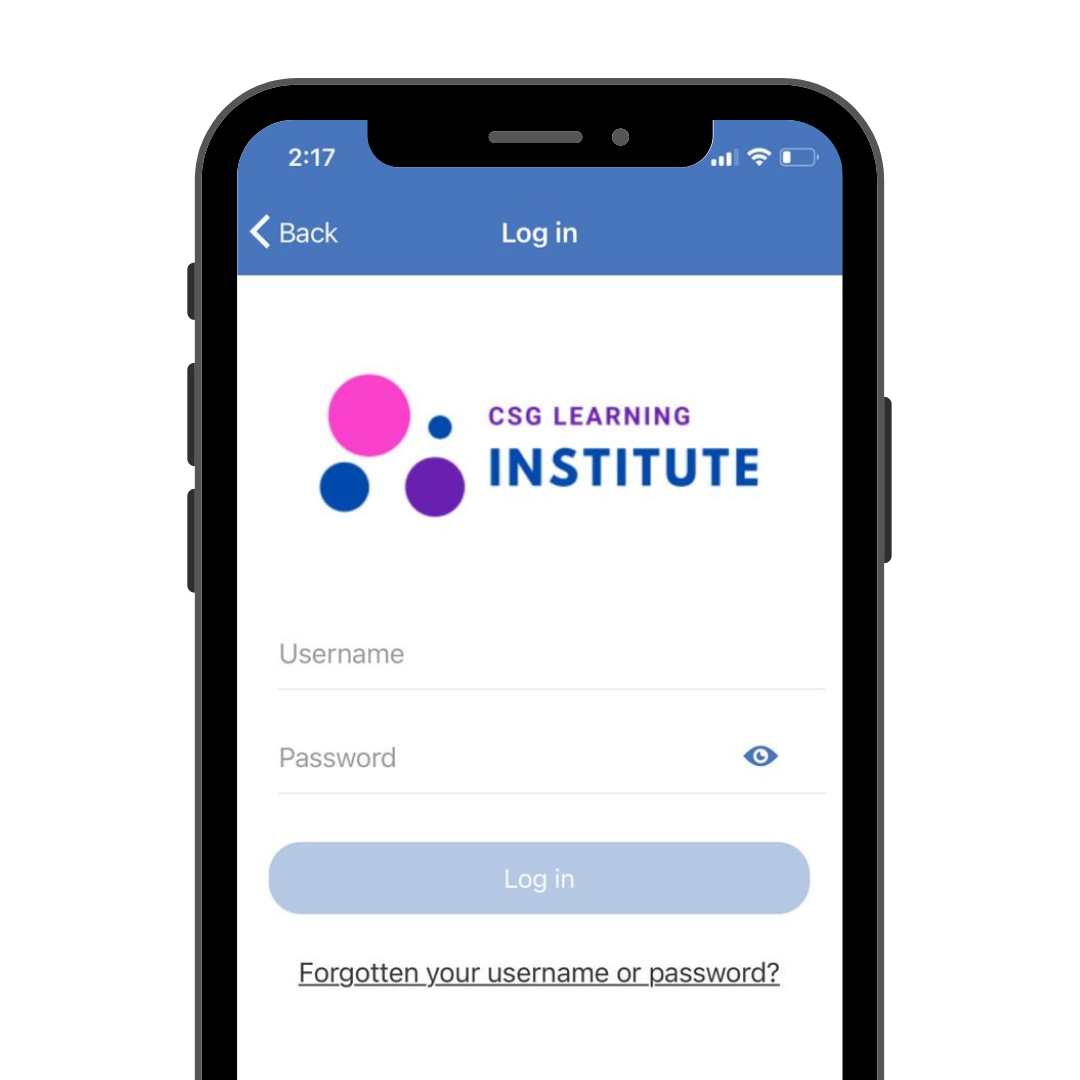 2:17
Back
Log in
CSG LEARNING
INSTITUTE
Username
Password
Log in
Forgotten your username or password?